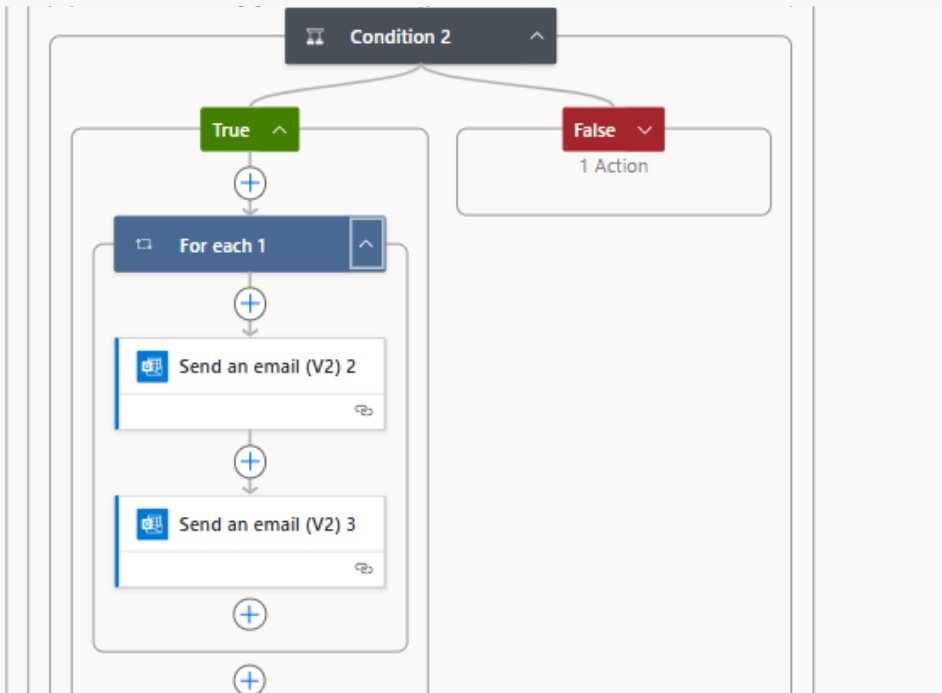 Condition 2
True
False
1 Action
For each 1
Send an email (V2) 2
Send an email (V2) 3